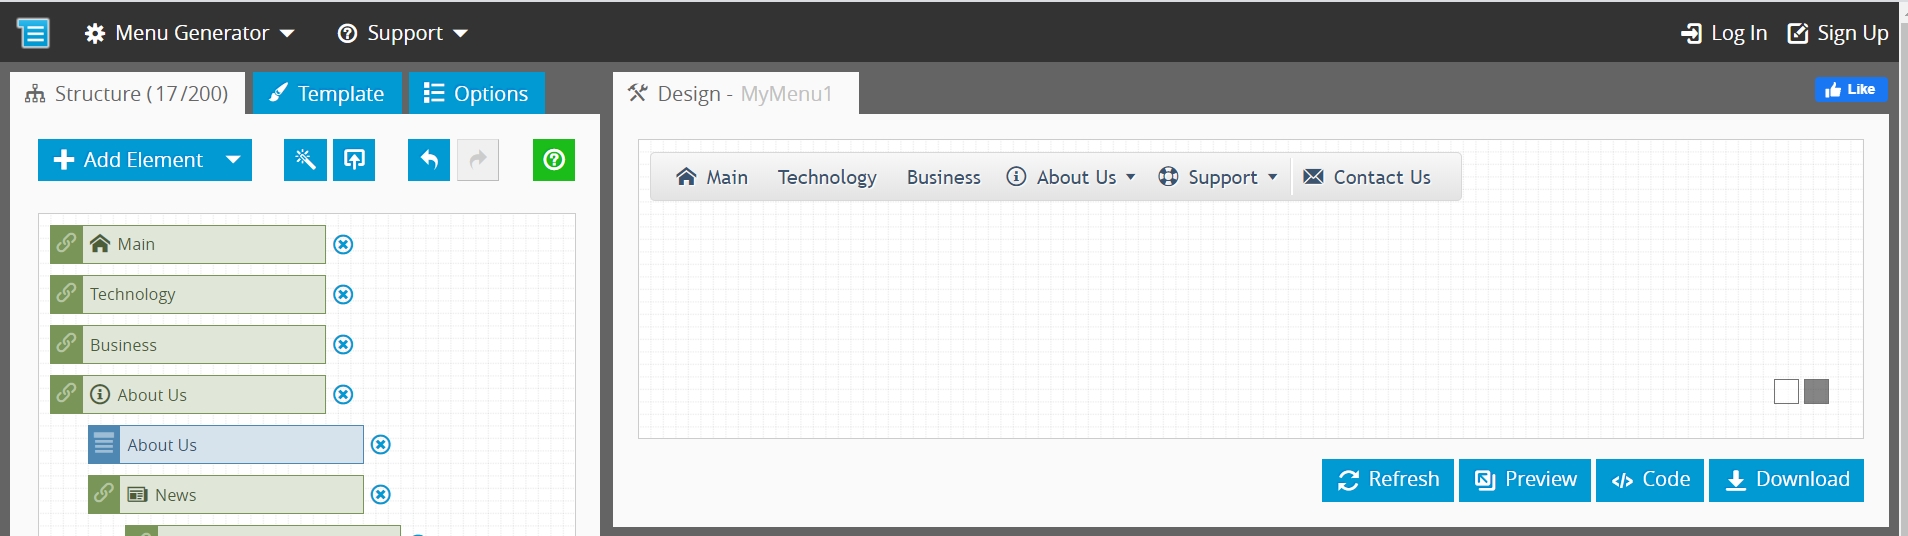 Menu Generator Support Log In Sign Up
Structure (17/200) Template Options
Add Element
Main
Technology
Business
About Us
About Us
News
Design - MyMenu1 Like
Main Technology Business About Us Support Contact Us
Refresh Preview Code Download